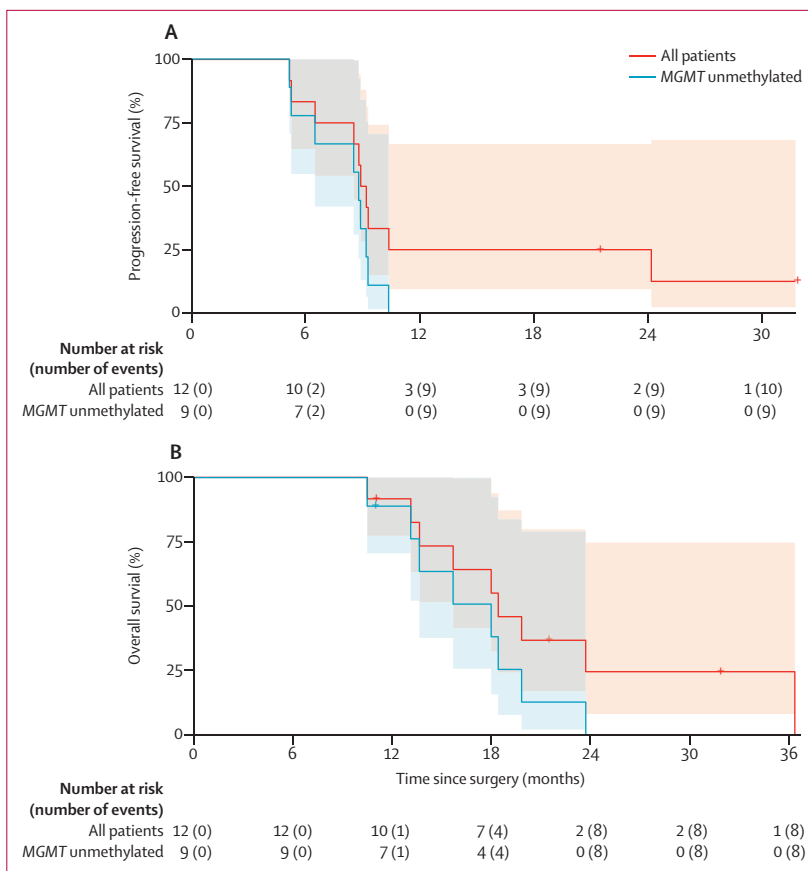 A
100
75
50
25
0
Progression-free survival (%)
All patients
MGMT unmethylated
0 6 12 18 24 30
Number at risk
(number of events)
All patients 12 (0) 10 (2) 3 (9) 3 (9) 2 (9) 1 (10)
MGMT unmethylated 9 (0) 7 (2) 0 (9) 0 (9) 0 (9) 0 (9)
B
100
75
50
25
0
Overall survial (%)
0 6 12 18 24 30 36
Time since surgery (months)
Number at risk
(number of events)
All patients 12 (0) 12 (0) 10 (1) 7 (4) 2 (8) 2 (8) 1 (8)
MGMT unmethylated 9 (0) 9 (0) 7 (1) 4 (4) 0 (8) 0 (8) 0 (8)